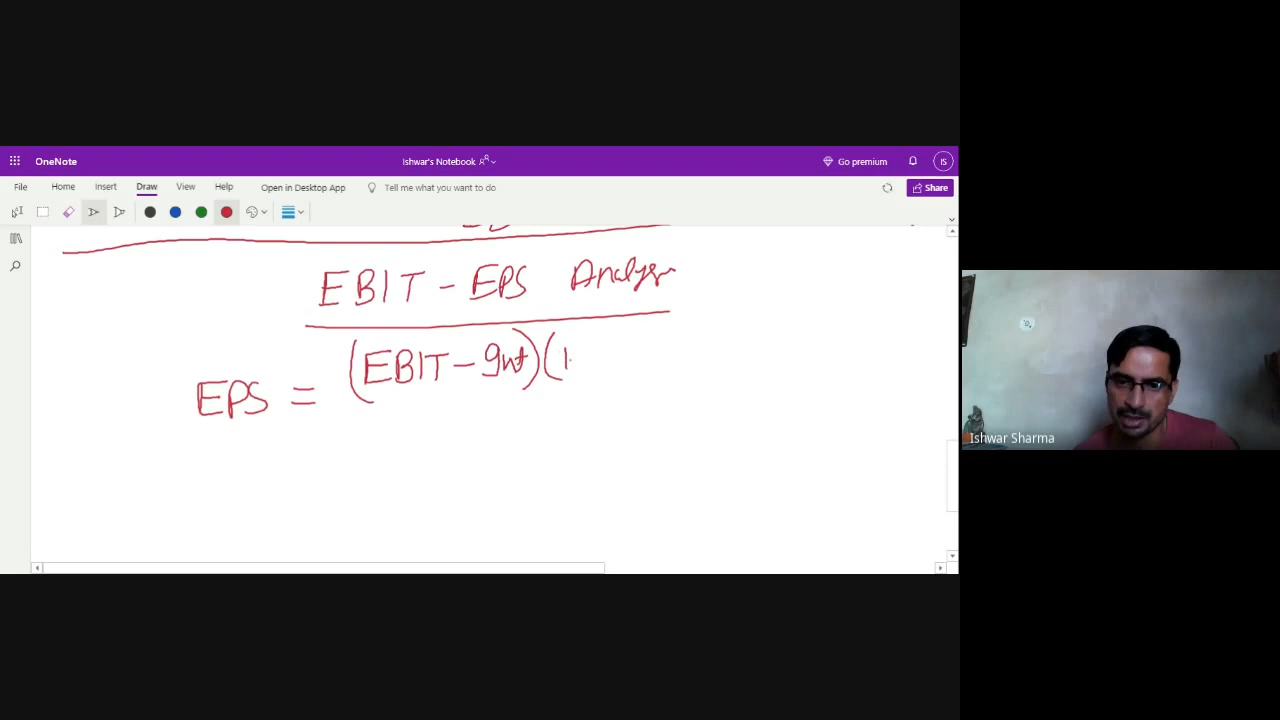 OneNote Ishwar's Notebook Go premium IS
File Home Insert Draw View Help Open in Desktop App Tell me what you want to do Share
EBIT - EPS Analysis
EPS = (EBIT - Int)(1
Ishwar Sharma